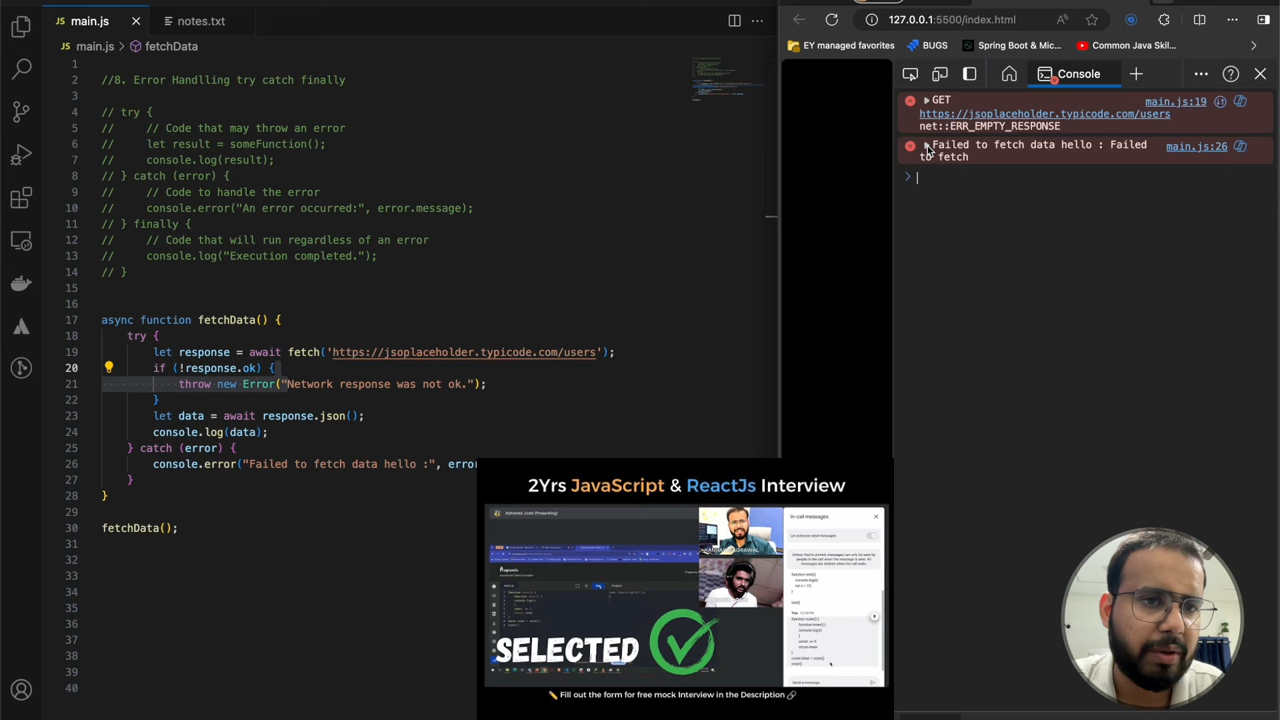 main.js
notes.txt
main.js > fetchData
1
2 //8. Error Handlling try catch finally
3
4 // try {
5 // // Code that may throw an error
6 // let result = someFunction();
7 // console.log(result);
8 // } catch (error) {
9 // // Code to handle the error
10 // console.error("An error occurred:", error.message);
11 // } finally {
12 // // Code that will run regardless of an error
13 // console.log("Execution completed.");
14 // }
15
16
17 async function fetchData() {
18 try {
19 let response = await fetch('https://jsoplaceholder.typicode.com/users');
20 if (!response.ok) {
21 throw new Error("Network response was not ok.");
22 }
23 let data = await response.json();
24 console.log(data);
25 } catch (error) {
26 console.error("Failed to fetch data hello :", erro
27 }
28 }
29
30 fetchData();
31
32
33
34
35
36
37
38
39
40
127.0.0.1:5500/index.html
EY managed favorites
BUGS
Spring Boot & Mic...
Common Java Skil...
Console
GET main.js:19
https://jsoplaceholder.typicode.com/users
net::ERR_EMPTY_RESPONSE
Failed to fetch data hello : Failed main.js:26
to fetch
2Yrs JavaScript & ReactJs Interview
In-call messages
SELECTED
Fill out the form for free mock Interview in the Description
Send a message